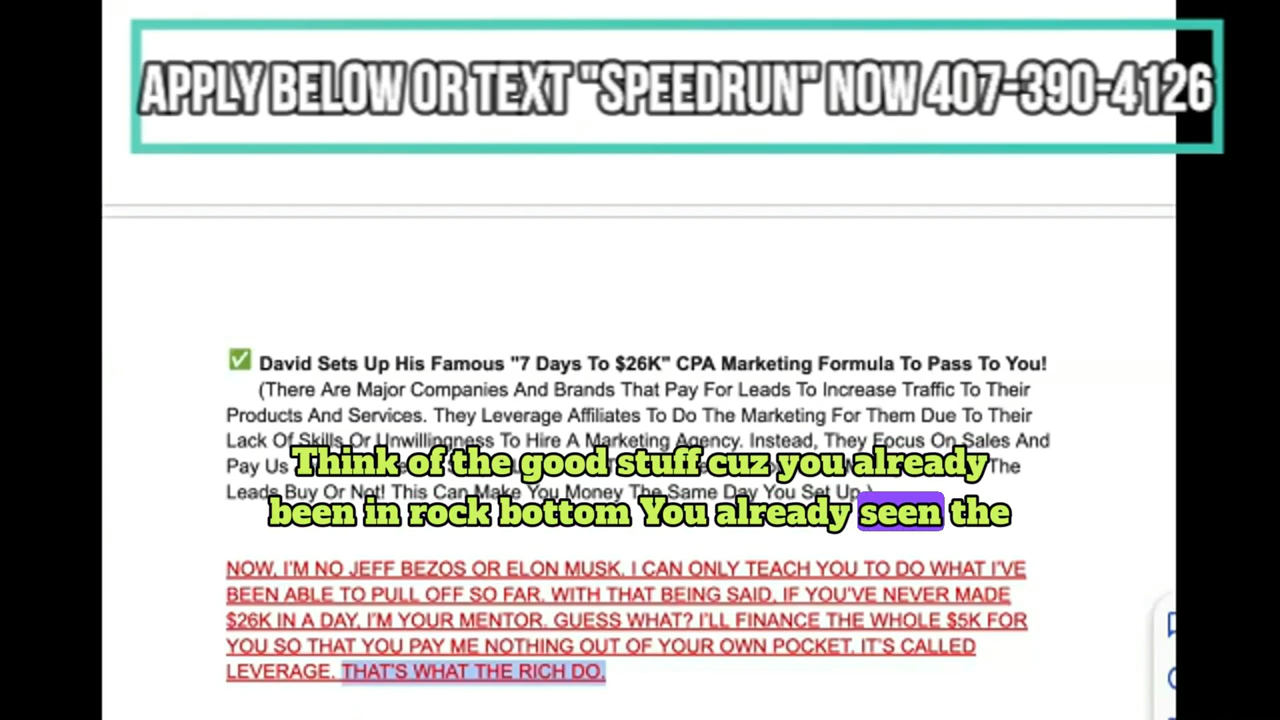 APPLY BELOW OR TEXT "SPEEDRUN" NOW 407-390-4126
✅ David Sets Up His Famous "7 Days To $26K" CPA Marketing Formula To Pass To You!
(There Are Major Companies And Brands That Pay For Leads To Increase Traffic To Their
Products And Services. They Leverage Affiliates To Do The Marketing For Them Due To Their
Lack Of Skills Or Unwillingness To Hire A Marketing Agency. Instead, They Focus On Sales And
Think of the good stuff cuz you already
Pay Us The
Leads Buy Or Not! This Can Make You Money The Same Day You Set Up.)
been in rock bottom You already seen the
NOW, I'M NO JEFF BEZOS OR ELON MUSK. I CAN ONLY TEACH YOU TO DO WHAT I'VE
BEEN ABLE TO PULL OFF SO FAR. WITH THAT BEING SAID, IF YOU'VE NEVER MADE
$26K IN A DAY, I'M YOUR MENTOR. GUESS WHAT? I'LL FINANCE THE WHOLE $5K FOR
YOU SO THAT YOU PAY ME NOTHING OUT OF YOUR OWN POCKET. IT'S CALLED
LEVERAGE. THAT'S WHAT THE RICH DO.